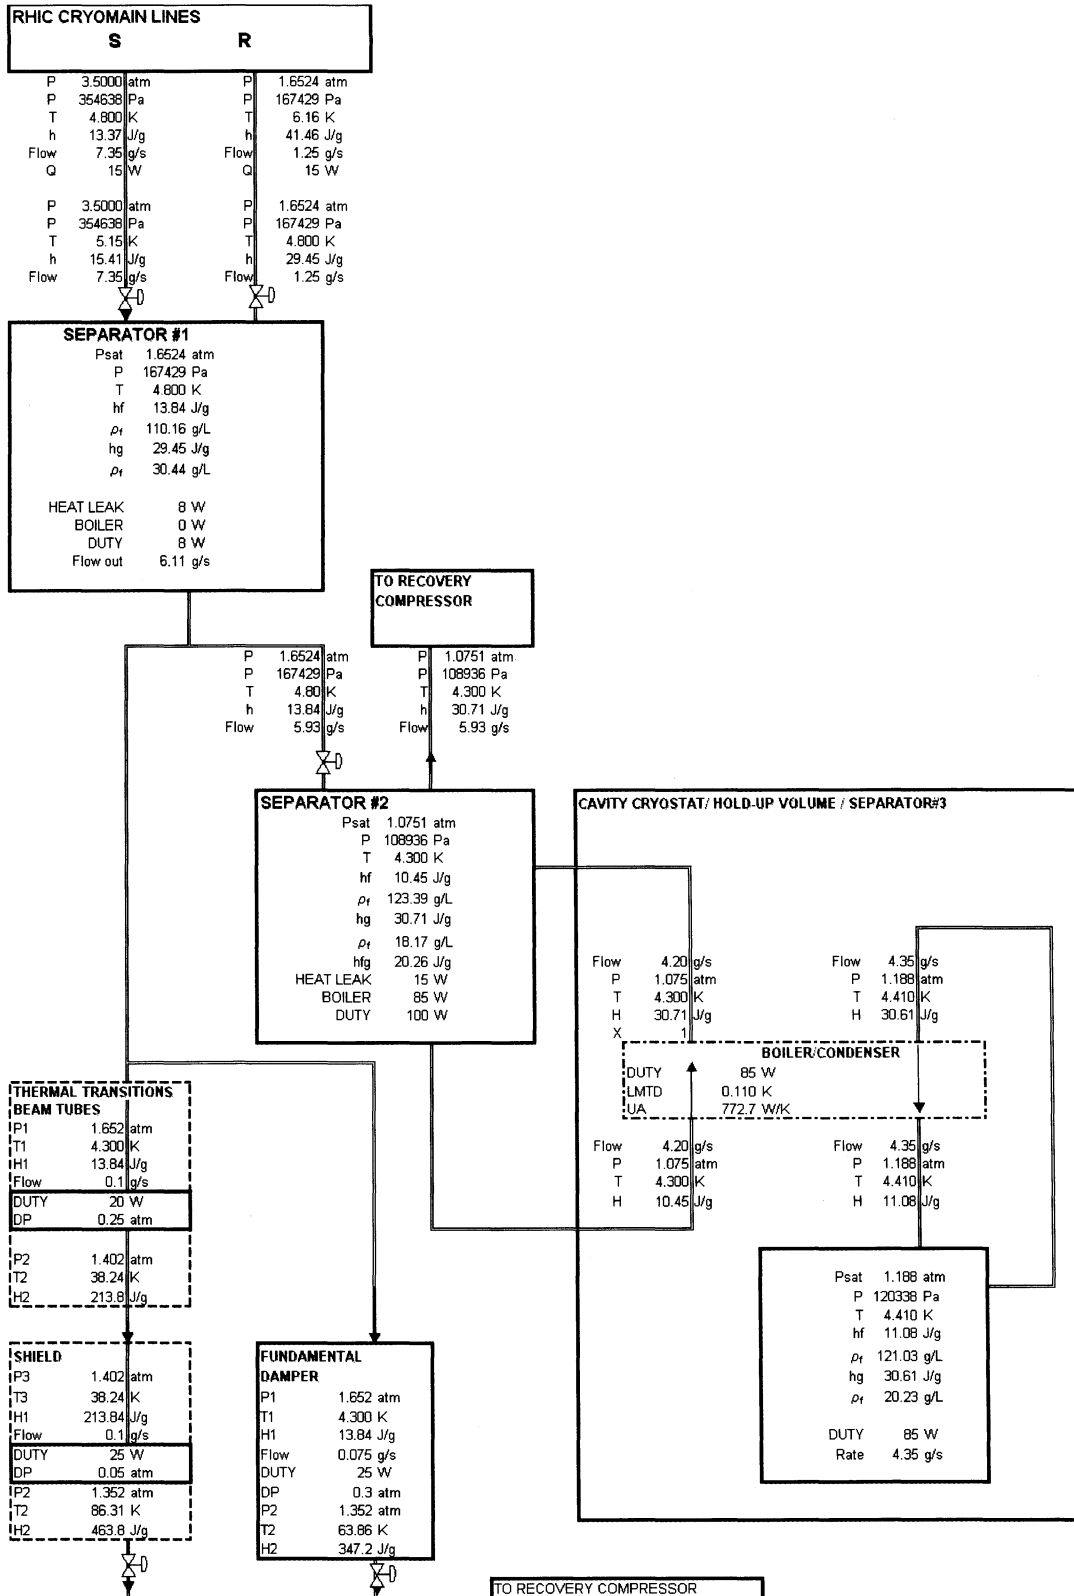 RHIC CRYOMAIN LINES
S R
P 3.5000 atm P 1.6524 atm
P 354638 Pa P 167429 Pa
T 4.800 K T 6.16 K
h 13.37 J/g h 41.46 J/g
Flow 7.35 g/s Flow 1.25 g/s
Q 15 W Q 15 W
P 3.5000 atm P 1.6524 atm
P 354638 Pa P 167429 Pa
T 5.15 K T 4.800 K
h 15.41 J/g h 29.45 J/g
Flow 7.35 g/s Flow 1.25 g/s
SEPARATOR #1
Psat 1.6524 atm
P 167429 Pa
T 4.800 K
hf 13.84 J/g
ρf 110.16 g/L
hg 29.45 J/g
ρf 30.44 g/L
HEAT LEAK 8 W
BOILER 0 W
DUTY 8 W
Flow out 6.11 g/s
TO RECOVERY
COMPRESSOR
P 1.6524 atm P 1.0751 atm
P 167429 Pa P 108936 Pa
T 4.80 K T 4.300 K
h 13.84 J/g h 30.71 J/g
Flow 5.93 g/s Flow 5.93 g/s
SEPARATOR #2
Psat 1.0751 atm
P 108936 Pa
T 4.300 K
hf 10.45 J/g
ρf 123.39 g/L
hg 30.71 J/g
ρf 18.17 g/L
hfg 20.26 J/g
HEAT LEAK 15 W
BOILER 85 W
DUTY 100 W
CAVITY CRYOSTAT/ HOLD-UP VOLUME / SEPARATOR#3
Flow 4.20 g/s Flow 4.35 g/s
P 1.075 atm P 1.188 atm
T 4.300 K T 4.410 K
H 30.71 J/g H 30.61 J/g
X 1
BOILER/CONDENSER
DUTY 85 W
LMTD 0.110 K
UA 772.7 W/K
Flow 4.20 g/s Flow 4.35 g/s
P 1.075 atm P 1.188 atm
T 4.300 K T 4.410 K
H 10.45 J/g H 11.08 J/g
Psat 1.188 atm
P 120338 Pa
T 4.410 K
hf 11.08 J/g
ρf 121.03 g/L
hg 30.61 J/g
ρf 20.23 g/L
DUTY 85 W
Rate 4.35 g/s
THERMAL TRANSITIONS
BEAM TUBES
P1 1.652 atm
T1 4.300 K
H1 13.84 J/g
Flow 0.1 g/s
DUTY 20 W
DP 0.25 atm
P2 1.402 atm
T2 38.24 K
H2 213.8 J/g
SHIELD
P3 1.402 atm
T3 38.24 K
H1 213.84 J/g
Flow 0.1 g/s
DUTY 25 W
DP 0.05 atm
P2 1.352 atm
T2 86.31 K
H2 463.8 J/g
FUNDAMENTAL
DAMPER
P1 1.652 atm
T1 4.300 K
H1 13.84 J/g
Flow 0.075 g/s
DUTY 25 W
DP 0.3 atm
P2 1.352 atm
T2 63.86 K
H2 347.2 J/g
TO RECOVERY COMPRESSOR